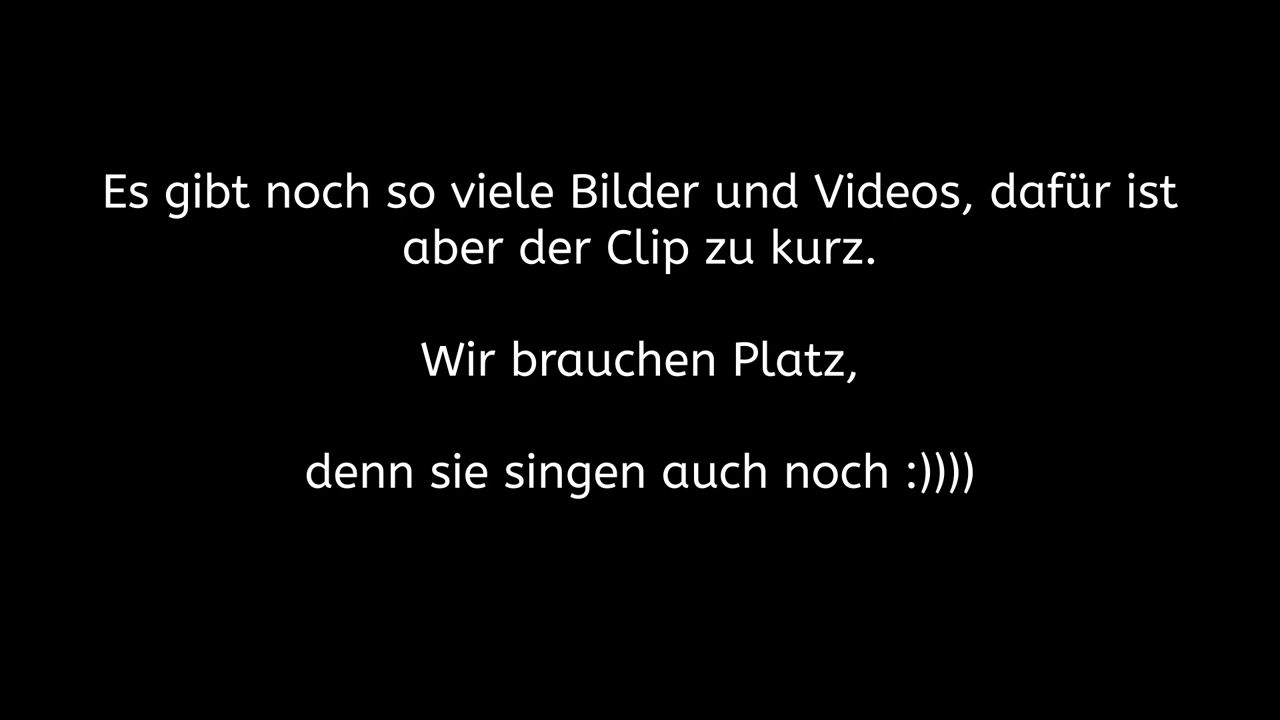 Es gibt noch so viele Bilder und Videos, dafür ist
aber der Clip zu kurz.
Wir brauchen Platz,
denn sie singen auch noch :))))